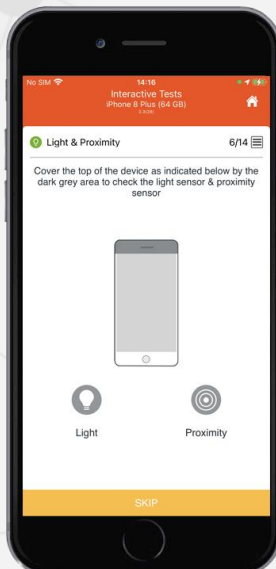 No SIM 14:16
Interactive Tests
iPhone 8 Plus (64 GB)
Light & Proximity 6/14
Cover the top of the device as indicated below by the
dark grey area to check the light sensor & proximity
sensor
Light Proximity
SKIP